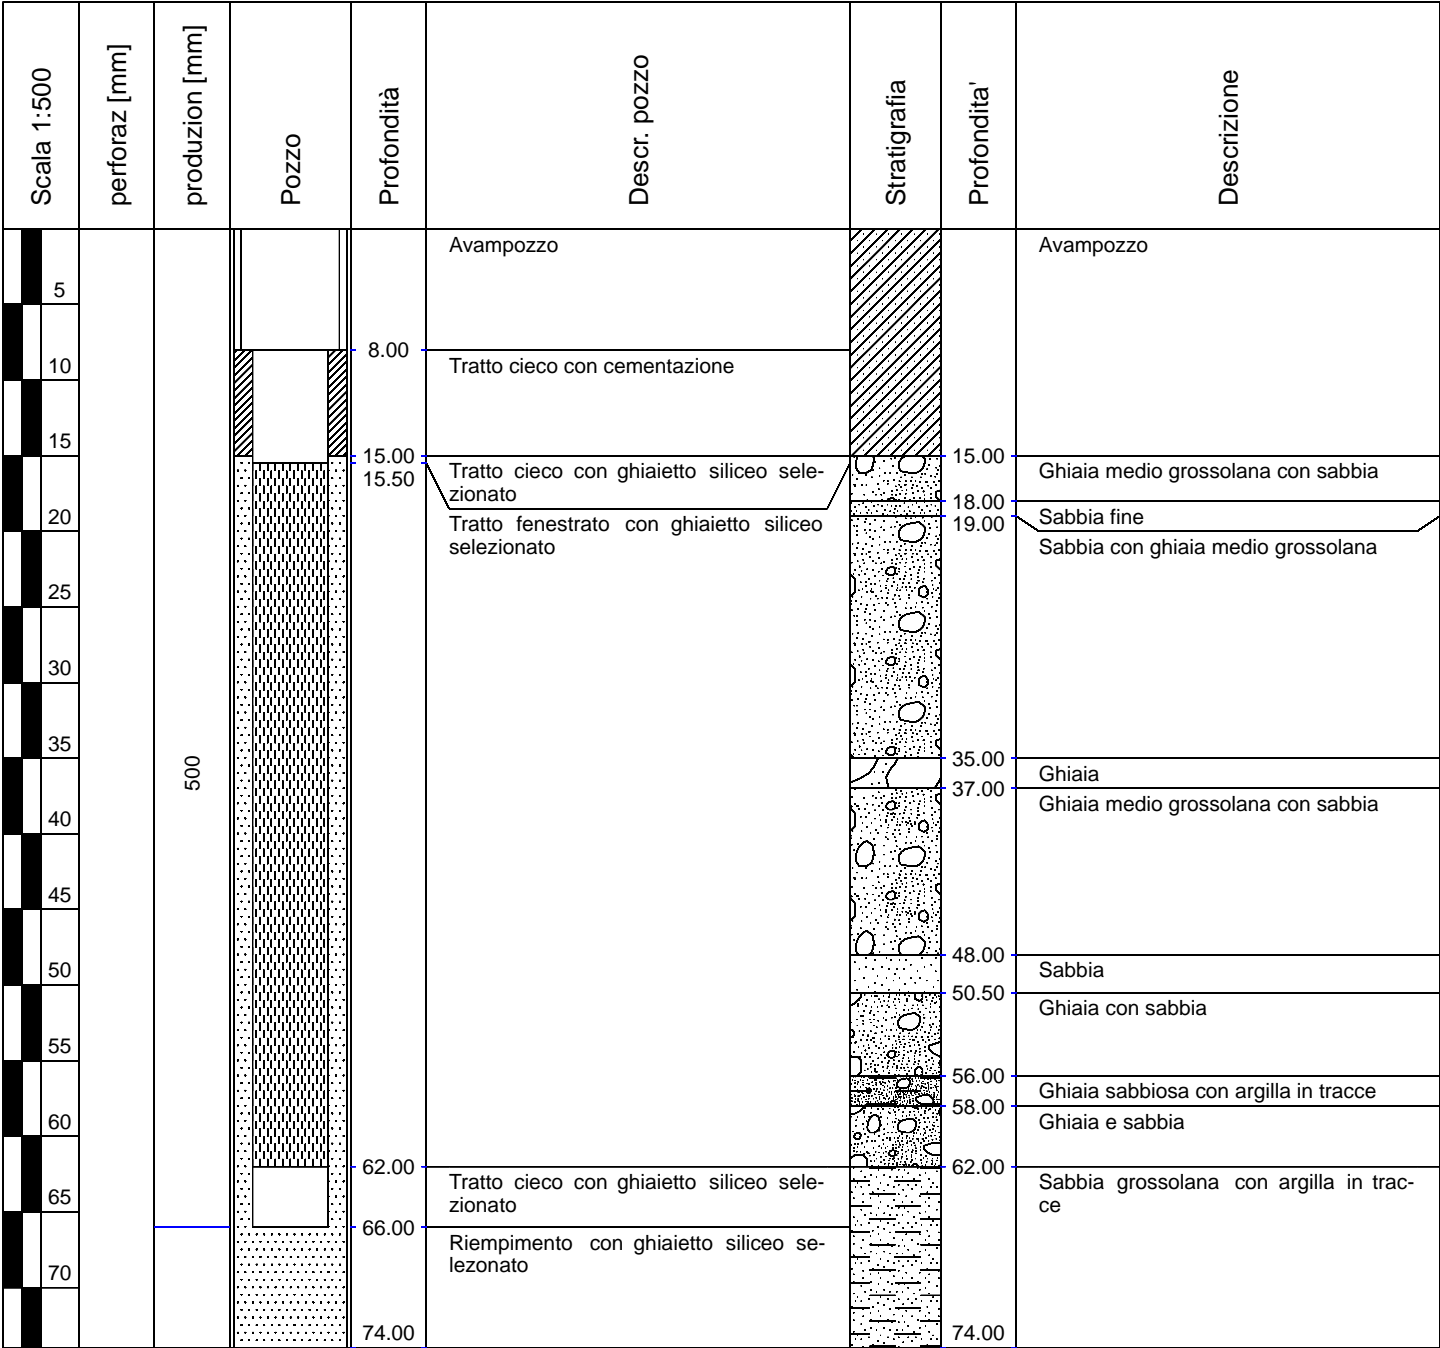 Scala 1:500
perforaz [mm]
produzion [mm]
Pozzo
Profondità
Descr. pozzo
Stratigrafia
Profondita'
Descrizione
5
10
15
20
25
30
35
40
45
50
55
60
65
70
500
8.00
15.00
15.50
62.00
66.00
74.00
Avampozzo
Tratto cieco con cementazione
Tratto cieco con ghiaietto siliceo sele-
zionato
Tratto fenestrato con ghiaietto siliceo
selezionato
Tratto cieco con ghiaietto siliceo sele-
zionato
Riempimento con ghiaietto siliceo se-
lezonato
15.00
18.00
19.00
35.00
37.00
48.00
50.50
56.00
58.00
62.00
74.00
Avampozzo
Ghiaia medio grossolana con sabbia
Sabbia fine
Sabbia con ghiaia medio grossolana
Ghiaia
Ghiaia medio grossolana con sabbia
Sabbia
Ghiaia con sabbia
Ghiaia sabbiosa con argilla in tracce
Ghiaia e sabbia
Sabbia grossolana con argilla in trac-
ce